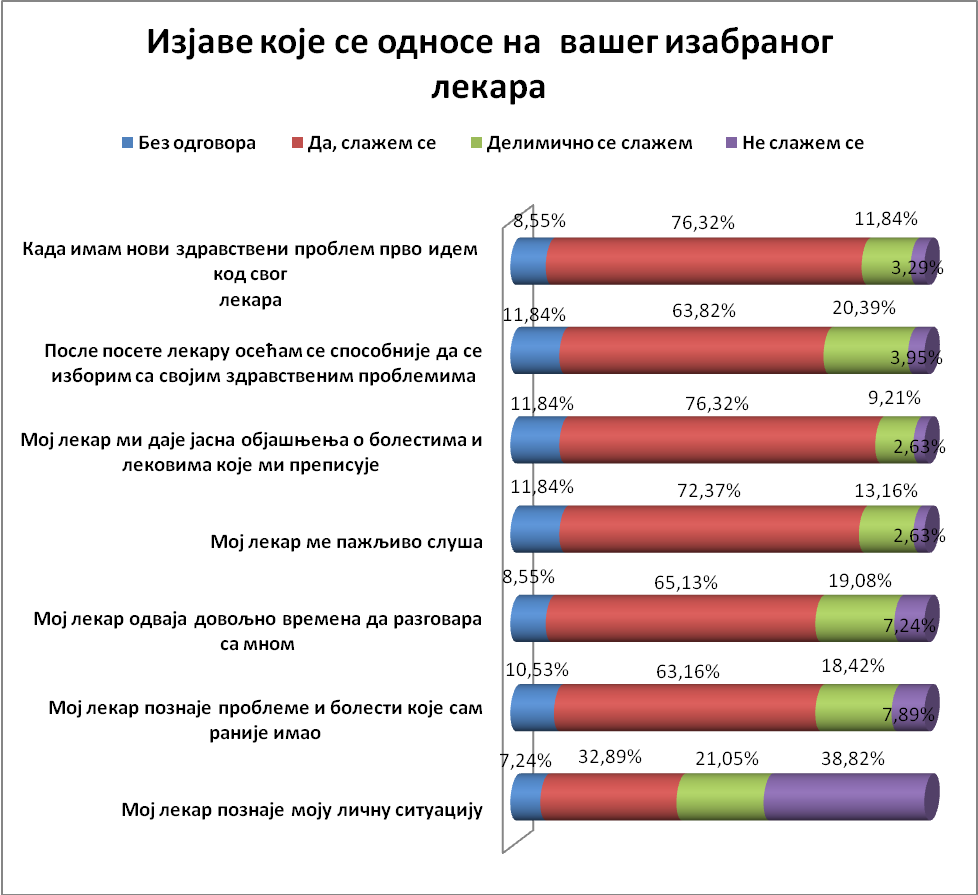 Изјаве које се односе на вашег изабраног
лекара
Без одговора Да, слажем се Делимично се слажем Не слажем се
8,55% 76,32% 11,84% 3,29%
Када имам нови здравствени проблем прво идем
код свог
лекара
11,84% 63,82% 20,39% 3,95%
После посете лекару осећам се способније да се
изборим са својим здравственим проблемима
11,84% 76,32% 9,21% 2,63%
Мој лекар ми даје јасна објашњења о болестима и
лековима које ми преписује
11,84% 72,37% 13,16% 2,63%
Мој лекар ме пажљиво слуша
8,55% 65,13% 19,08% 7,24%
Мој лекар одваја довољно времена да разговара
са мном
10,53% 63,16% 18,42% 7,89%
Мој лекар познаје проблеме и болести које сам
раније имао
7,24% 32,89% 21,05% 38,82%
Мој лекар познаје моју личну ситуацију